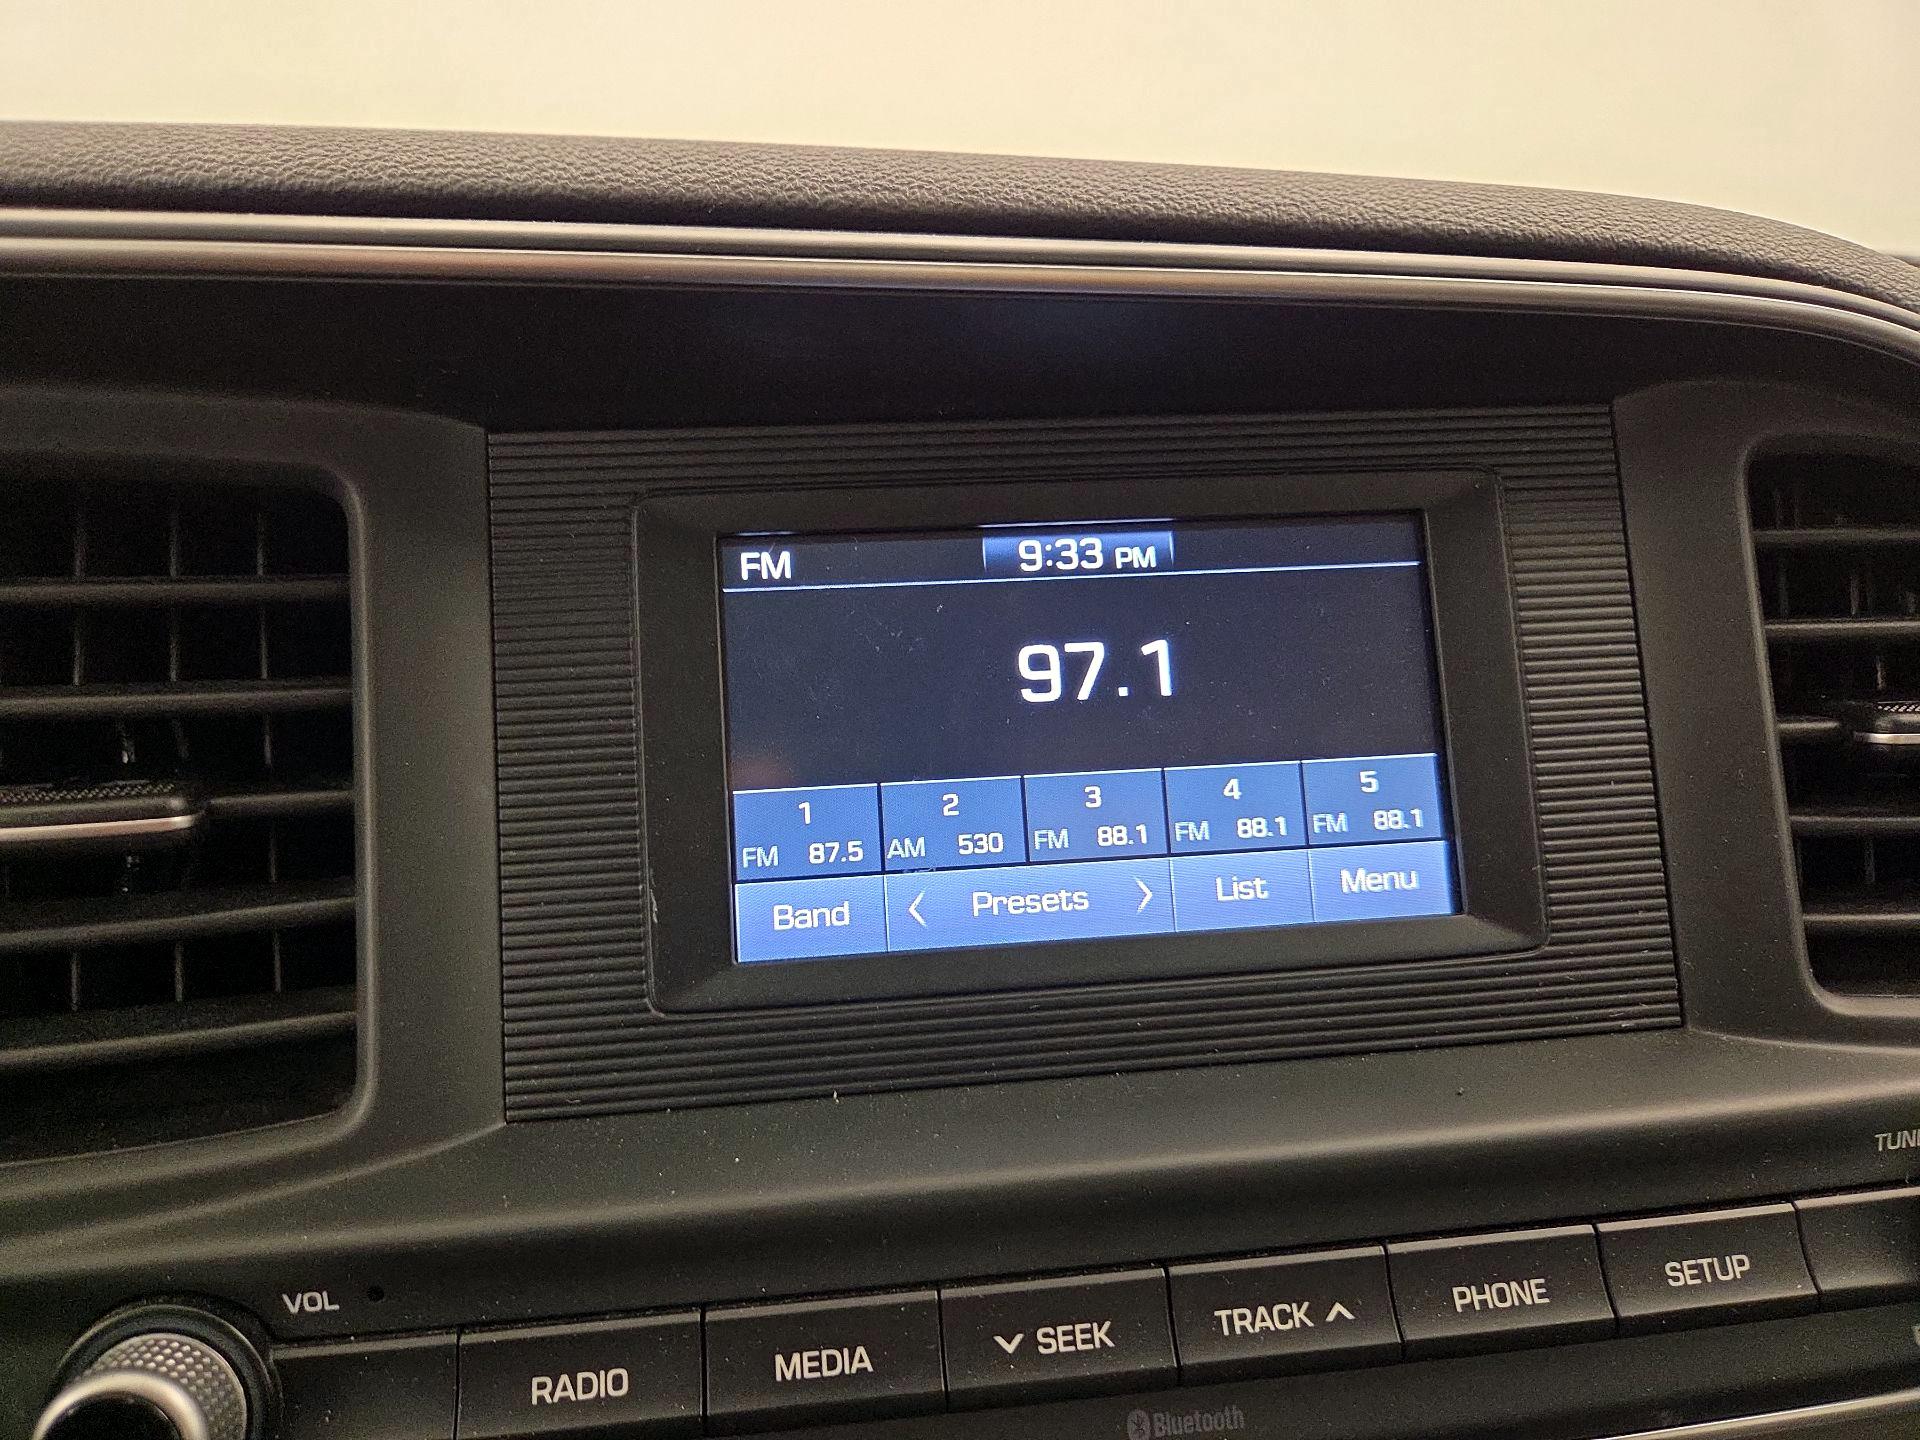 FM 9:33 PM
97.1
1 2 3 4 5
FM 87.5 AM 530 FM 88.1 FM 88.1 FM 88.1
Band < Presets > List Menu
VOL
RADIO MEDIA ∨ SEEK TRACK ∧ PHONE SETUP
Bluetooth